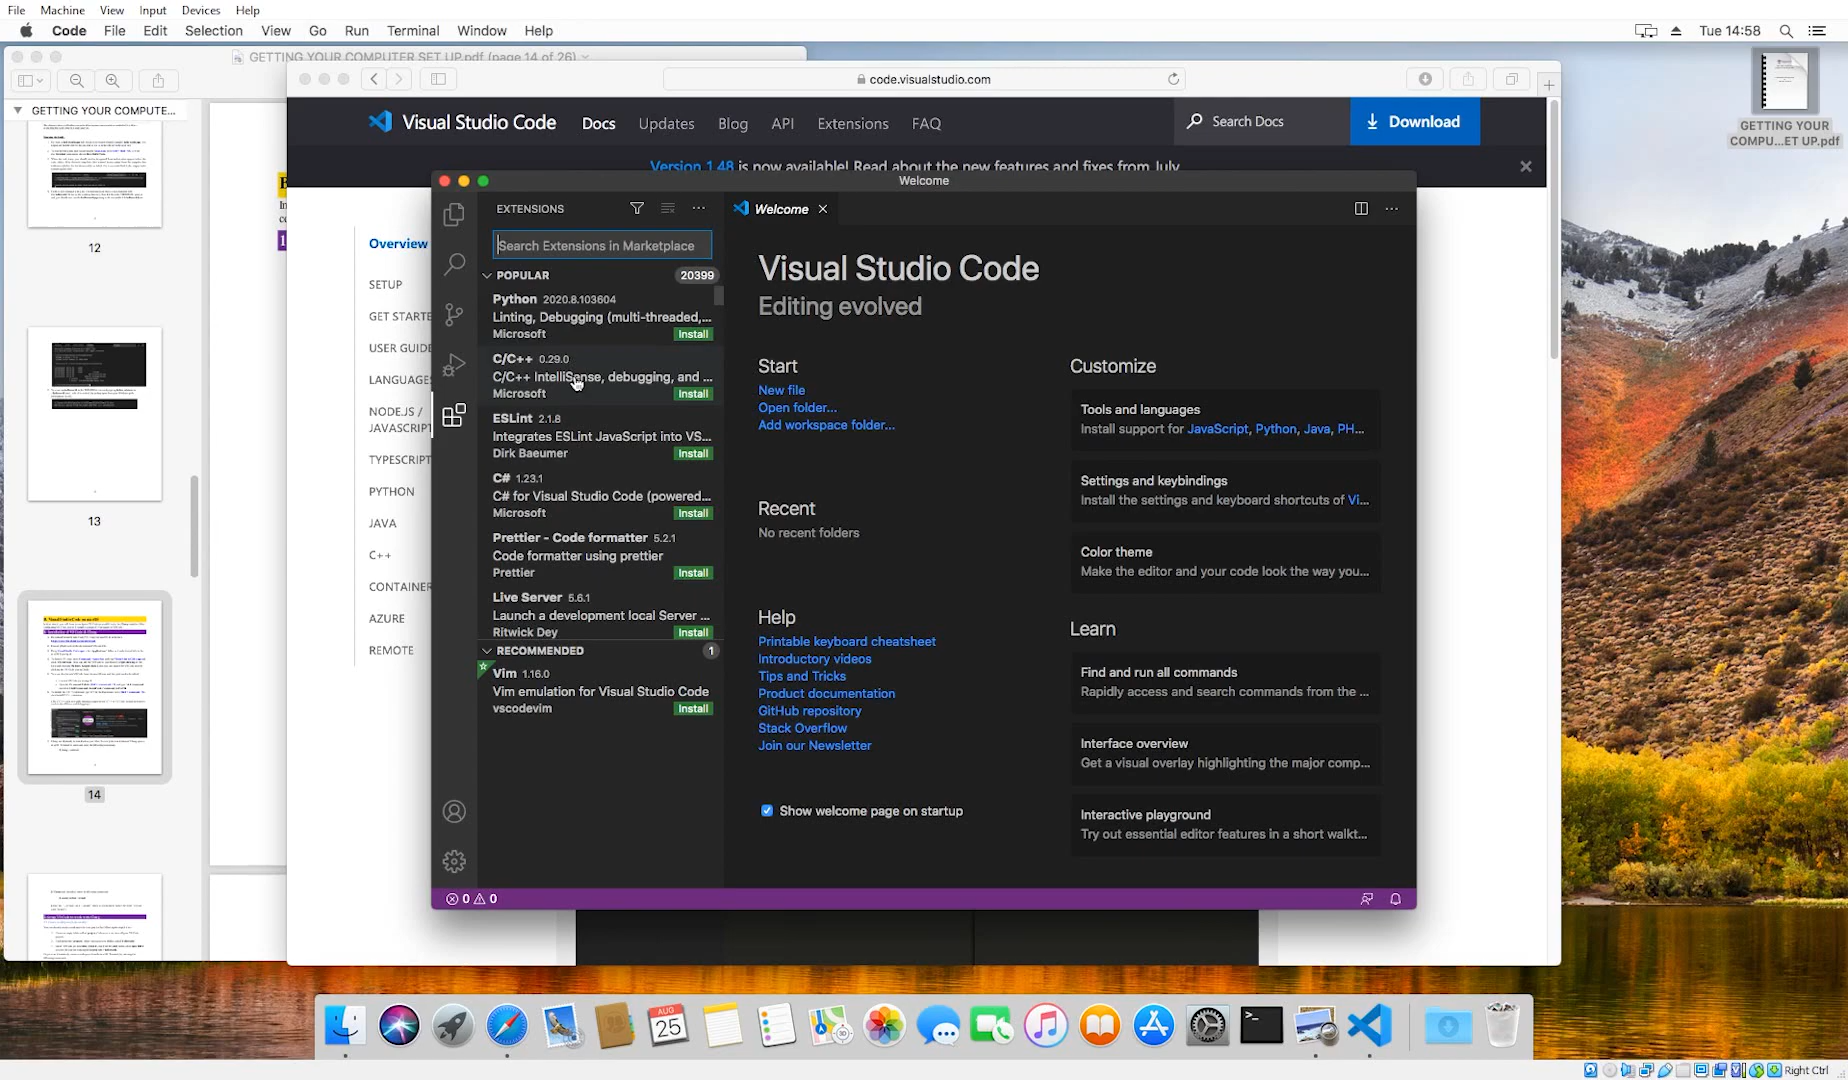 File Machine View Input Devices Help
Code File Edit Selection View Go Run Terminal Window Help
Tue 14:58
GETTING YOUR COMPUTER SET UP.pdf (page 14 of 26)
GETTING YOUR COMPUTE...
12
13
14
code.visualstudio.com
Visual Studio Code Docs Updates Blog API Extensions FAQ
Search Docs
Download
Version 1.48 is now available! Read about the new features and fixes from July
Overview
SETUP
GET STARTE
USER GUIDE
LANGUAGES
NODE.JS /
JAVASCRIPT
TYPESCRIPT
PYTHON
JAVA
C++
CONTAINER
AZURE
REMOTE
Welcome
EXTENSIONS
Search Extensions in Marketplace
POPULAR 20399
Python 2020.8.103604
Linting, Debugging (multi-threaded,...
Microsoft Install
C/C++ 0.29.0
C/C++ IntelliSense, debugging, and ...
Microsoft Install
ESLint 2.1.8
Integrates ESLint JavaScript into VS...
Dirk Baeumer Install
C# 1.23.1
C# for Visual Studio Code (powered...
Microsoft Install
Prettier - Code formatter 5.2.1
Code formatter using prettier
Prettier Install
Live Server 5.6.1
Launch a development local Server ...
Ritwick Dey Install
RECOMMENDED 1
Vim 1.16.0
Vim emulation for Visual Studio Code
vscodevim Install
Welcome
Visual Studio Code
Editing evolved
Start
New file
Open folder...
Add workspace folder...
Recent
No recent folders
Help
Printable keyboard cheatsheet
Introductory videos
Tips and Tricks
Product documentation
GitHub repository
Stack Overflow
Join our Newsletter
Show welcome page on startup
Customize
Tools and languages
Install support for JavaScript, Python, Java, PH...
Settings and keybindings
Install the settings and keyboard shortcuts of Vi...
Color theme
Make the editor and your code look the way you...
Learn
Find and run all commands
Rapidly access and search commands from the ...
Interface overview
Get a visual overlay highlighting the major comp...
Interactive playground
Try out essential editor features in a short walkt...
0 0
GETTING YOUR
COMPU...ET UP.pdf
AUG
25
Right Ctrl